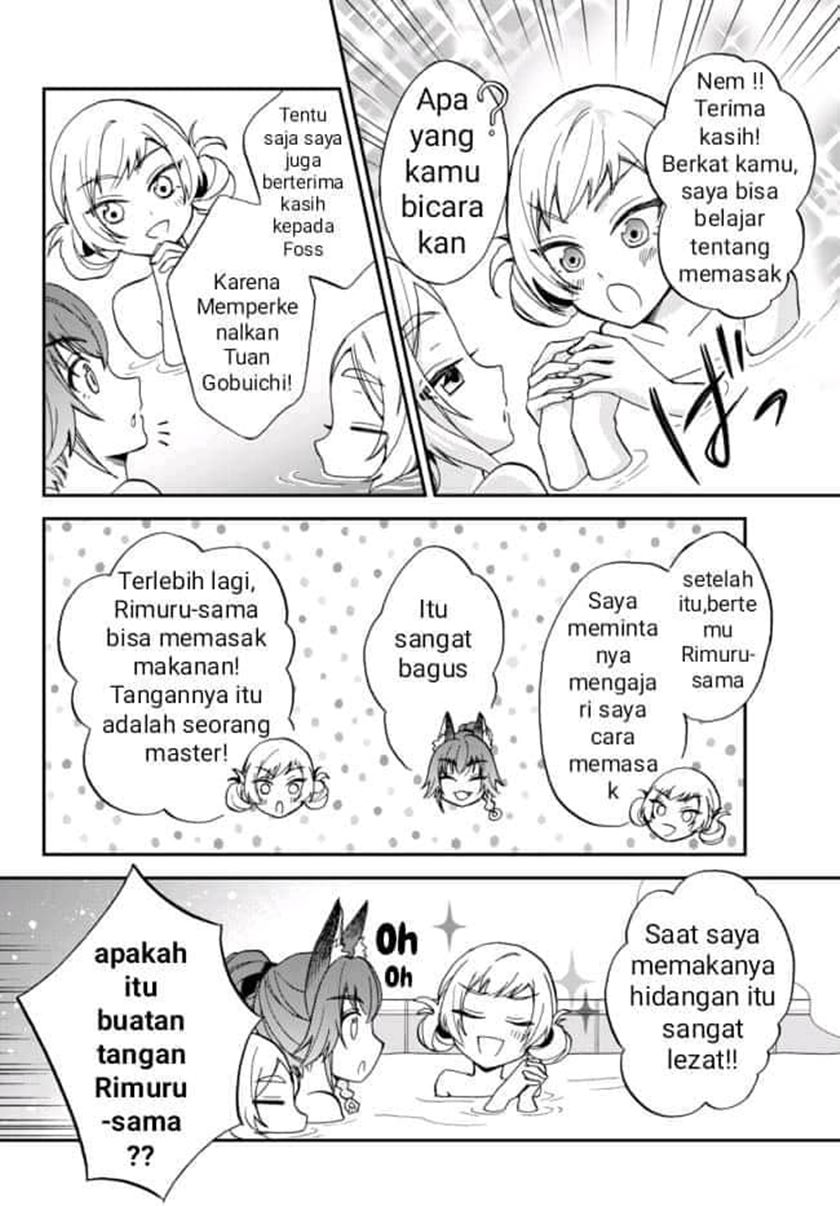 Nem !!
Terima
kasih!
Berkat kamu,
saya bisa
belajar
tentang
memasak
Apa
yang
kamu
bicara
kan
?
ばっ
Tentu
saja saya
juga
berterima
kasih
kepada
Foss
Karena
Memperke
nalkan
Tuan
Gobuichi!
setelah
itu,berte
mu
Rimuru-
sama
Saya
meminta
nya
mengaja
ri saya
cara
memasa
k
Itu
sangat
bagus
Terlebih lagi,
Rimuru-sama
bisa memasak
makanan!
Tangannya itu
adalah seorang
master!
Saat saya
memakanya
hidangan itu
sangat
lezat!!
Oh
Oh
apakah
itu
buatan
tangan
Rimuru
-sama
??